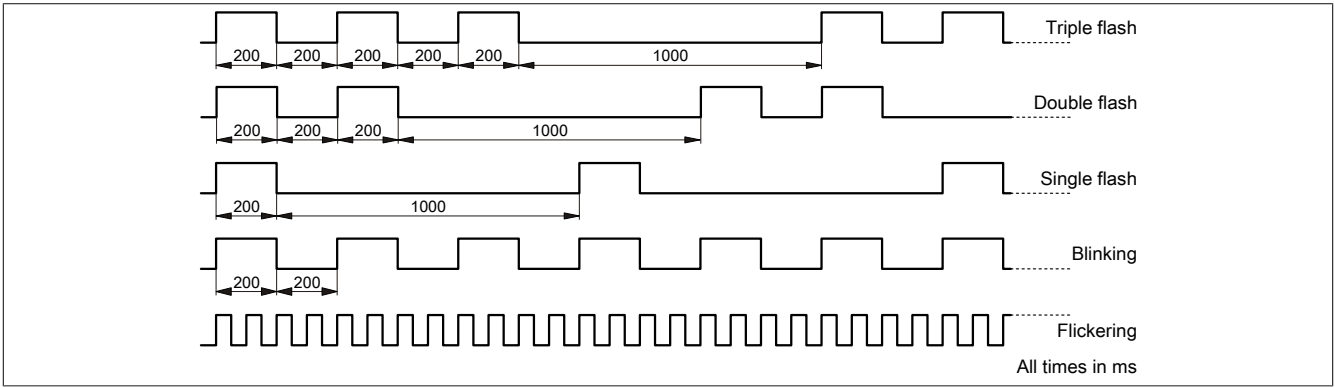 Triple flash
200 200 200 200 200 1000
Double flash
200 200 200 1000
Single flash
200 1000
Blinking
200 200
Flickering
All times in ms